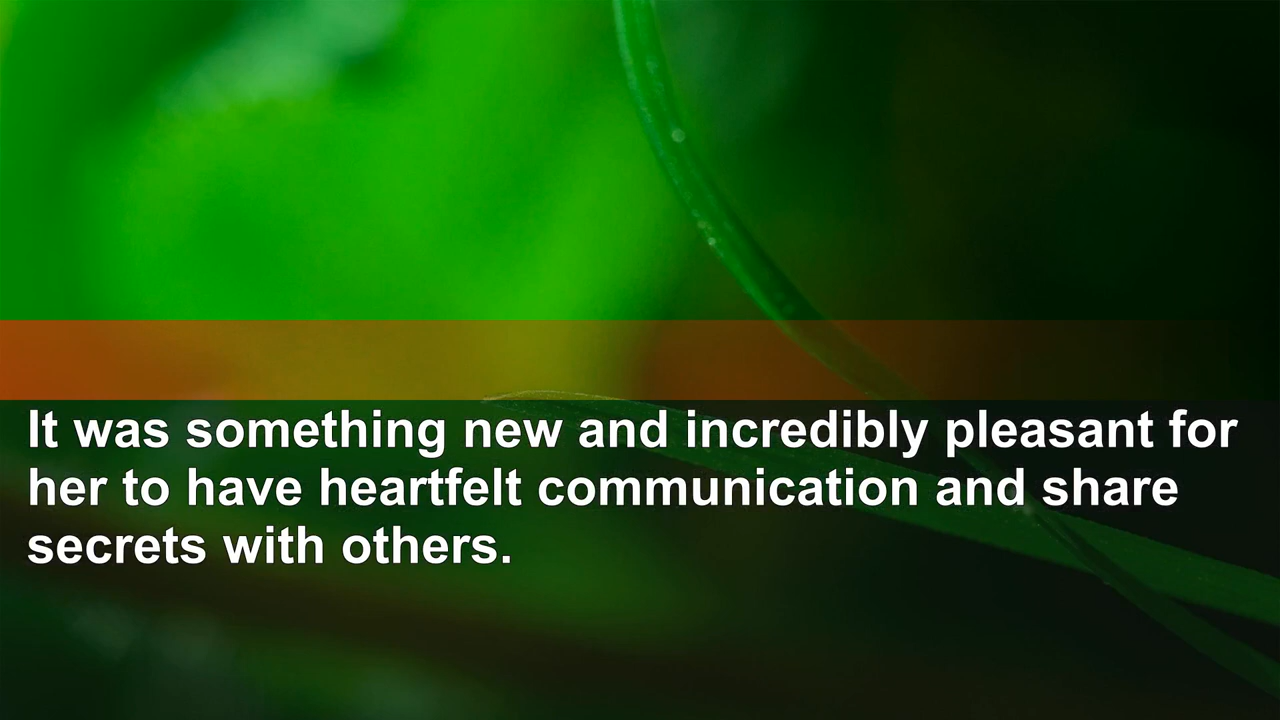 It was something new and incredibly pleasant for
her to have heartfelt communication and share
secrets with others.